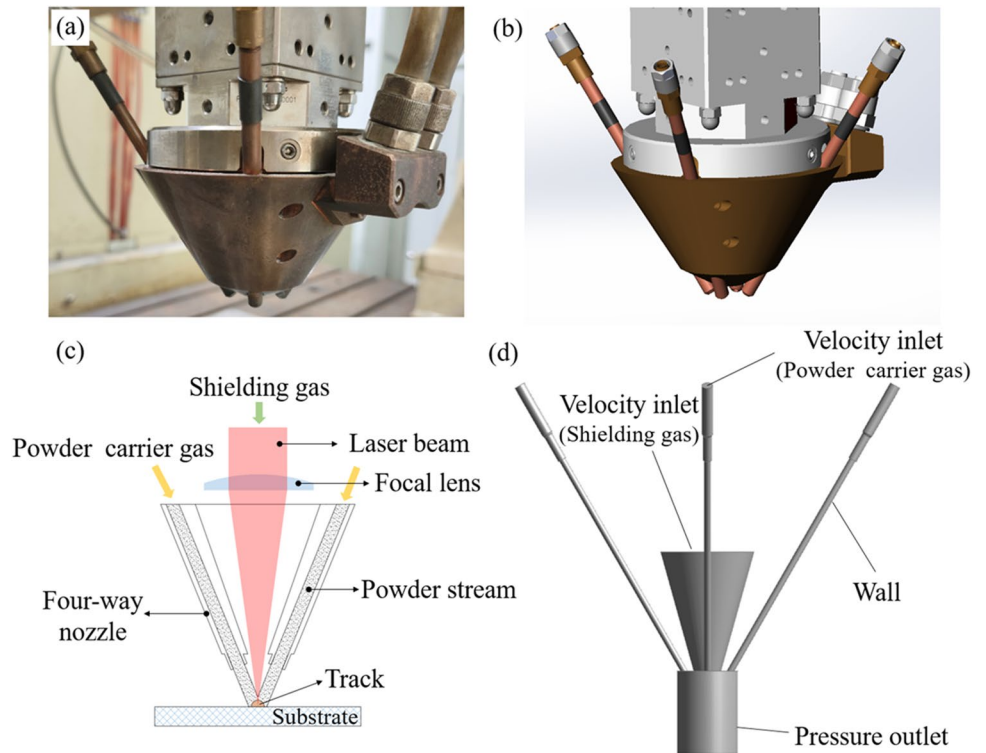 (a)
(b)
(c)
Shielding gas
Powder carrier gas
Laser beam
Focal lens
Four-way
nozzle
Powder stream
Track
Substrate
(d)
Velocity inlet
(Powder carrier gas)
Velocity inlet
(Shielding gas)
Wall
Pressure outlet